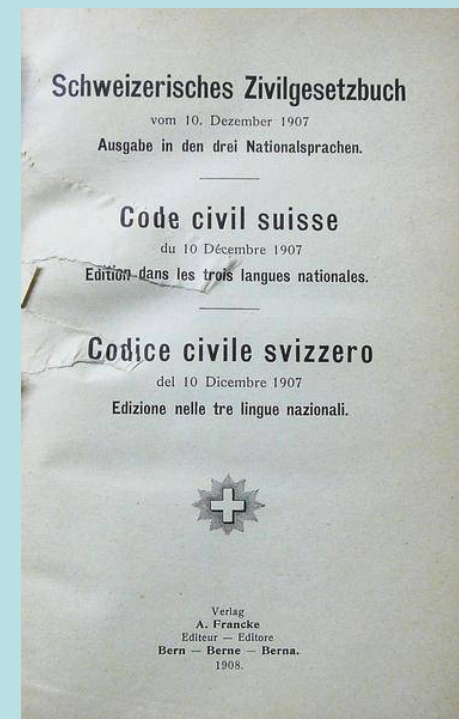 Schweizerisches Zivilgesetzbuch
vom 10. Dezember 1907
Ausgabe in den drei Nationalsprachen.
Code civil suisse
du 10 Décembre 1907
Edition dans les trois langues nationales.
Codice civile svizzero
del 10 Dicembre 1907
Edizione nelle tre lingue nazionali.
Verlag
A. Francke
Editeur — Editore
Bern — Berne — Berna.
1908.